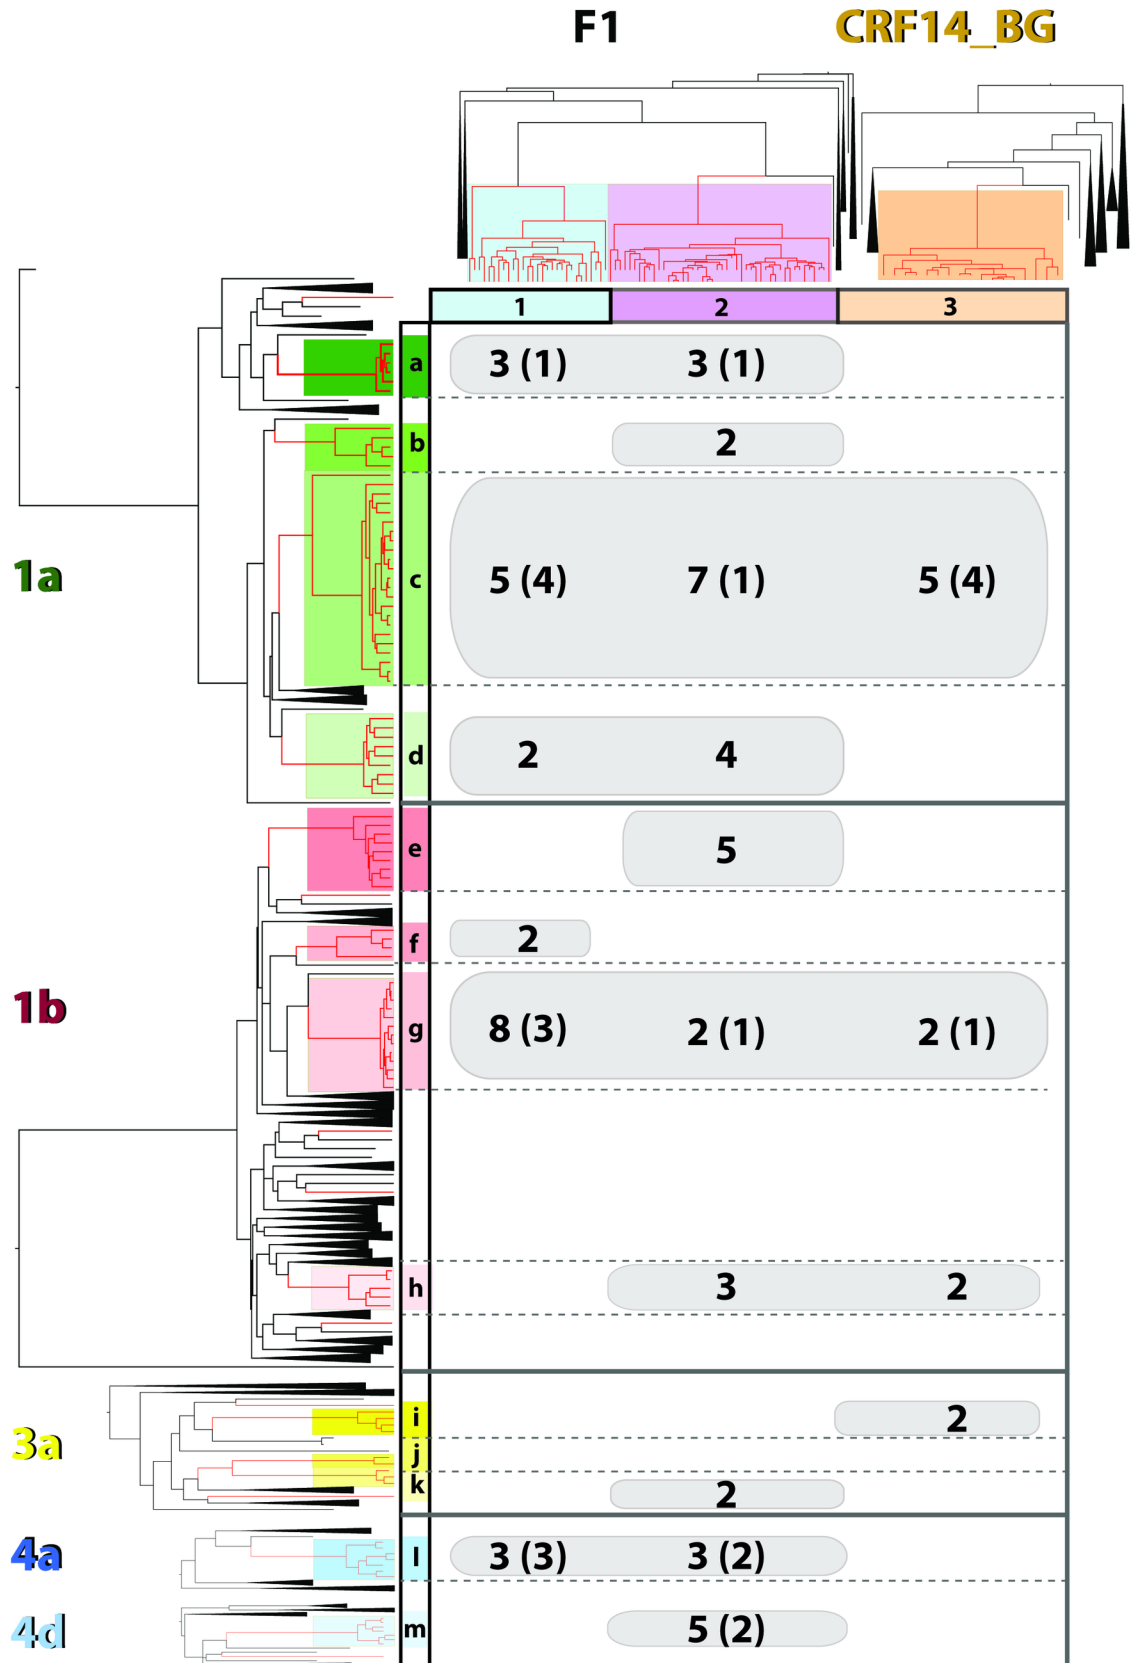 F1 CRF14_BG
1 2 3
a 3 (1) 3 (1)
b 2
1a c 5 (4) 7 (1) 5 (4)
d 2 4
e 5
f 2
1b g 8 (3) 2 (1) 2 (1)
h 3 2
i 2
3a j
k 2
4a l 3 (3) 3 (2)
4d m 5 (2)